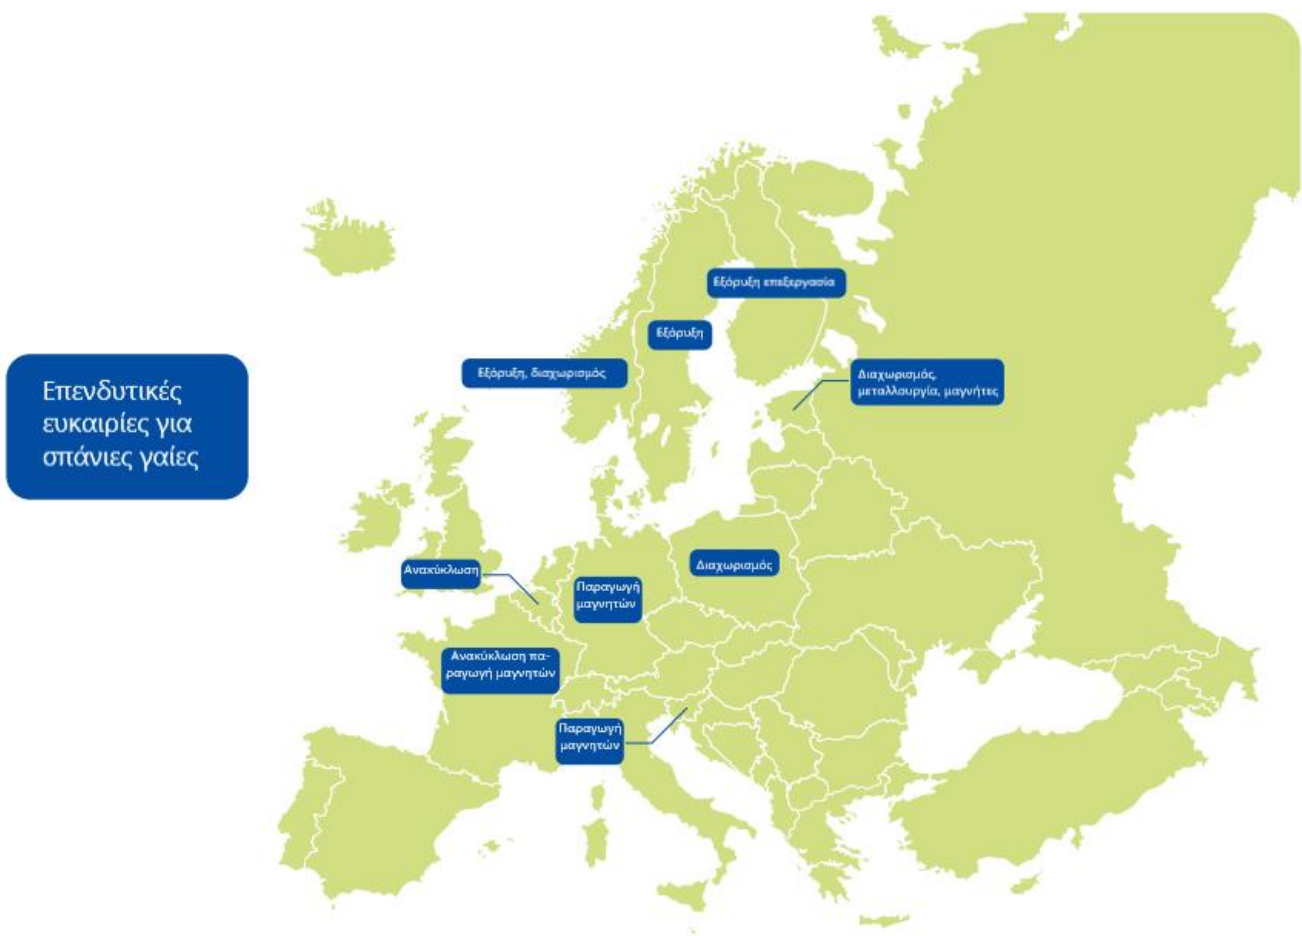 Εξόρυξη επεξεργασία
Εξόρυξη
Εξόρυξη, διαχωρισμός
Διαχωρισμός,
μεταλλουργία, μαγνήτες
Επενδυτικές
ευκαιρίες για
σπάνιες γαίες
Διαχωρισμός
Ανακύκλωση
Παραγωγή
μαγνητών
Ανακύκλωση πα-
ραγωγή μαγνητών
Παραγωγή
μαγνητών